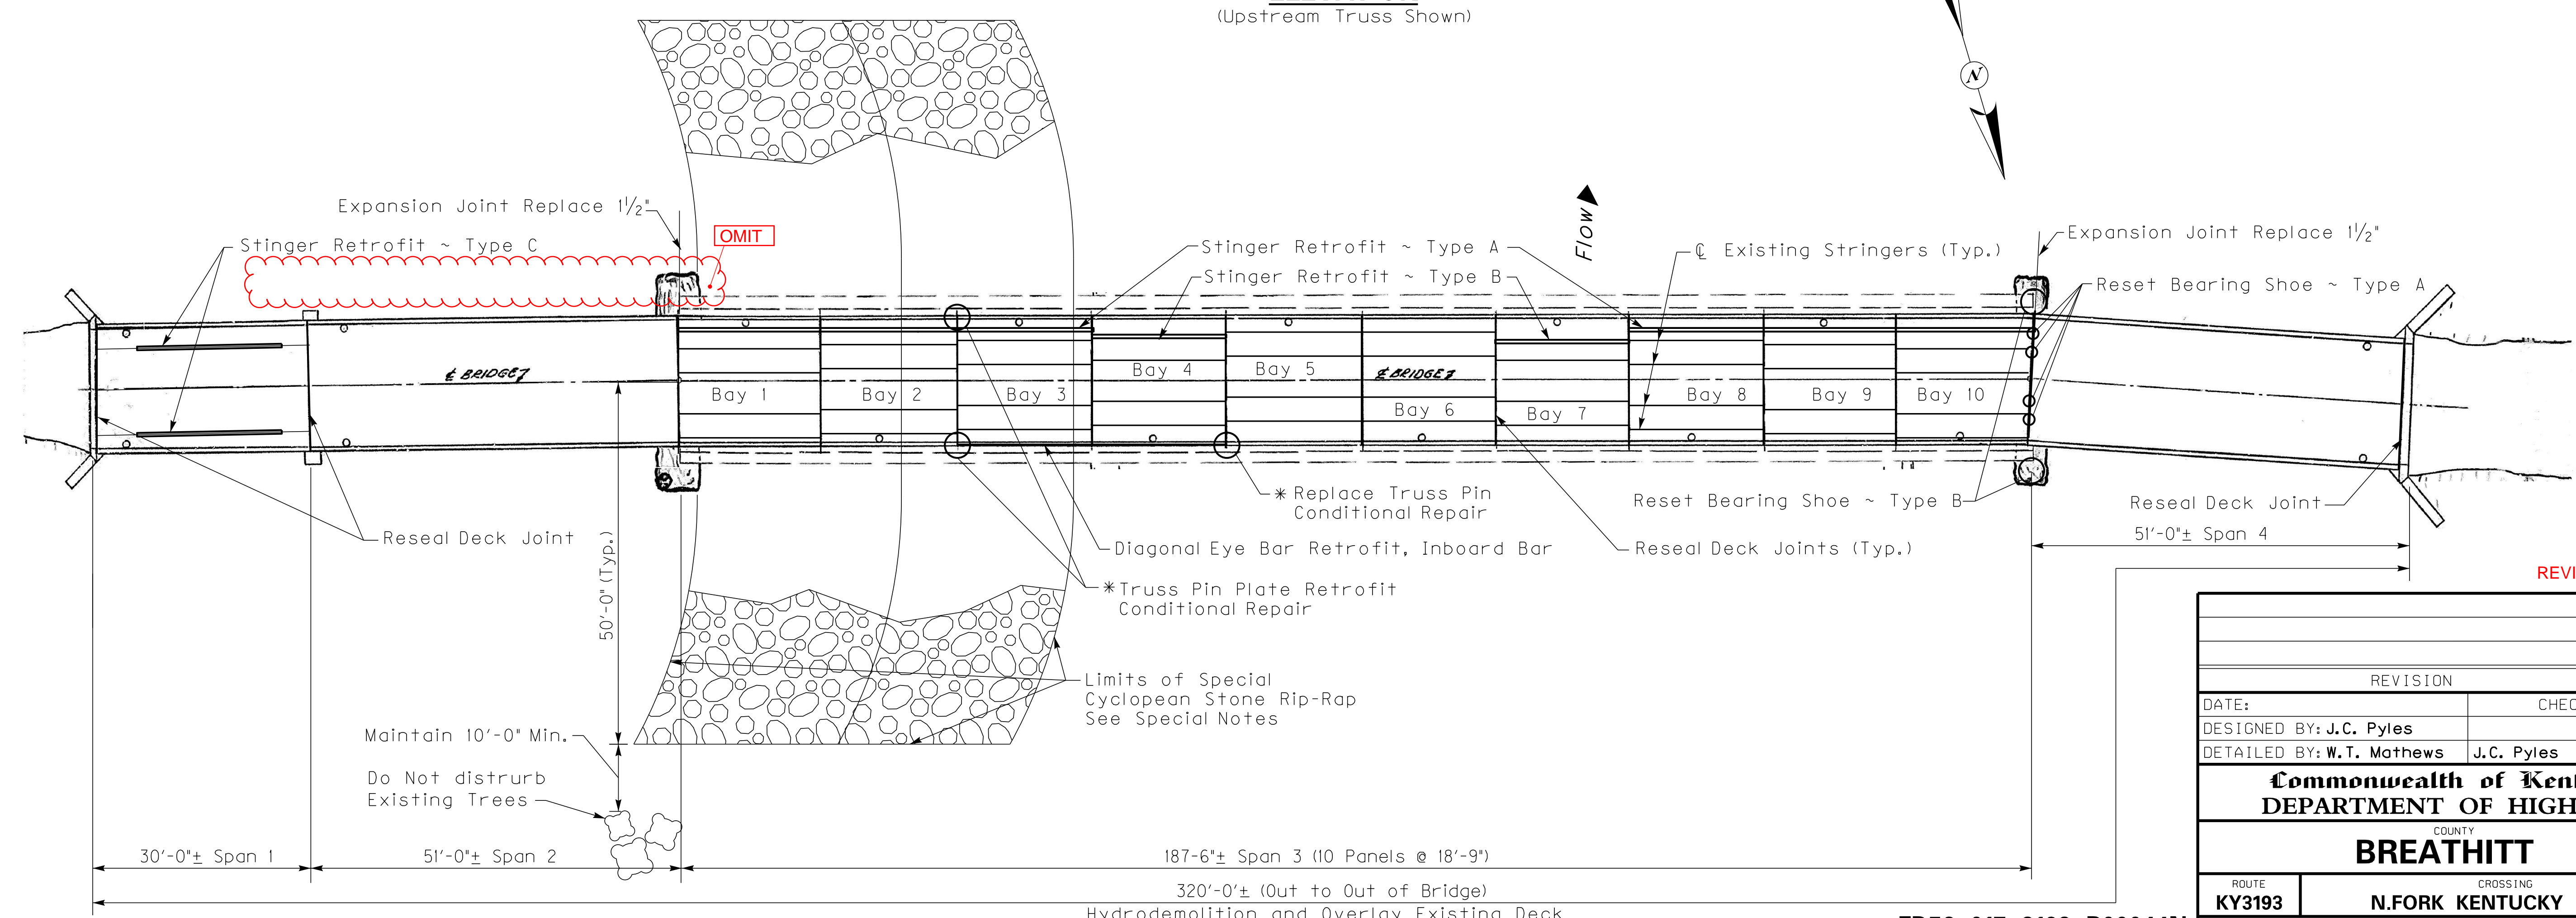 (Upstream Truss Shown)
N
Expansion Joint Replace 1½"
OMIT
Stinger Retrofit ~ Type C
Stinger Retrofit ~ Type A
Stinger Retrofit ~ Type B
Flow
℄ Existing Stringers (Typ.)
Expansion Joint Replace 1½"
Reset Bearing Shoe ~ Type A
℄ BRIDGE
℄ BRIDGE
Bay 1
Bay 2
Bay 3
Bay 4
Bay 5
Bay 6
Bay 7
Bay 8
Bay 9
Bay 10
Reseal Deck Joint
50'-0" (Typ.)
* Replace Truss Pin
Conditional Repair
Diagonal Eye Bar Retrofit, Inboard Bar
* Truss Pin Plate Retrofit
Conditional Repair
Reset Bearing Shoe ~ Type B
Reseal Deck Joints (Typ.)
Reseal Deck Joint
51'-0"± Span 4
Limits of Special
Cyclopean Stone Rip-Rap
See Special Notes
Maintain 10'-0" Min.
Do Not distrurb
Existing Trees
30'-0"± Span 1
51'-0"± Span 2
187-6"± Span 3 (10 Panels @ 18'-9")
320'-0'± (Out to Out of Bridge)
Hydrodemolition and Overlay Existing Deck
REVI
REVISION
DATE:
CHEC
DESIGNED BY: J.C. Pyles
DETAILED BY: W.T. Mathews J.C. Pyles
Commonwealth of Kent
DEPARTMENT OF HIGH
COUNTY
BREATHITT
ROUTE
KY3193
CROSSING
N.FORK KENTUCKY